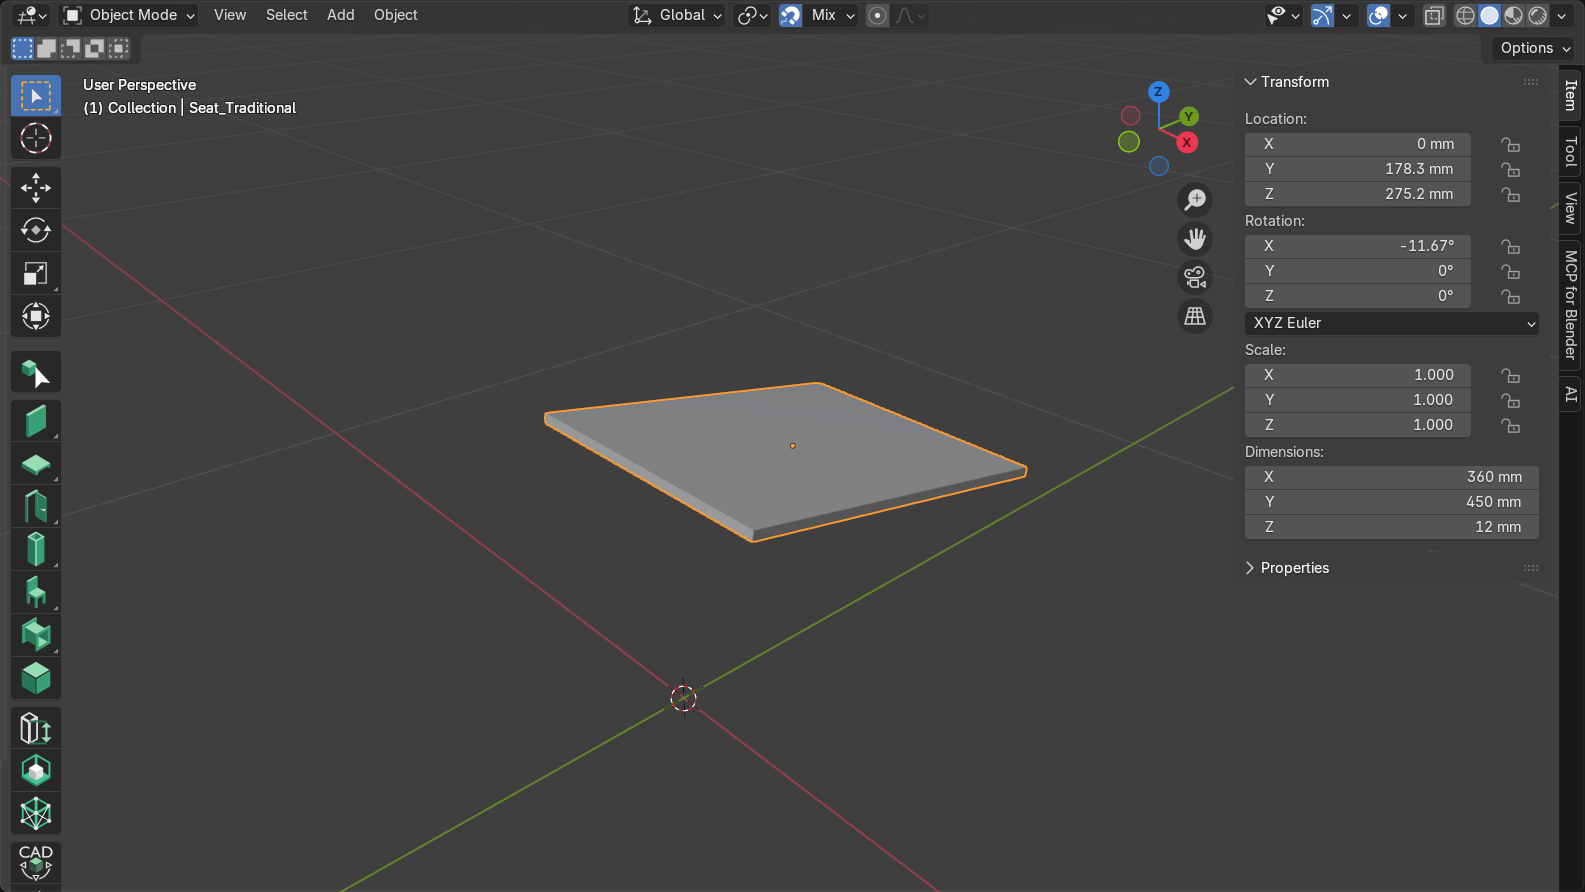 Object Mode
View
Select
Add
Object
Global
Mix
Options
User Perspective
(1) Collection | Seat_Traditional
Z
Y
X
CAD
Transform
Location:
X 0 mm
Y 178.3 mm
Z 275.2 mm
Rotation:
X -11.67°
Y 0°
Z 0°
XYZ Euler
Scale:
X 1.000
Y 1.000
Z 1.000
Dimensions:
X 360 mm
Y 450 mm
Z 12 mm
Properties
Item
Tool
View
MCP for Blender
AI